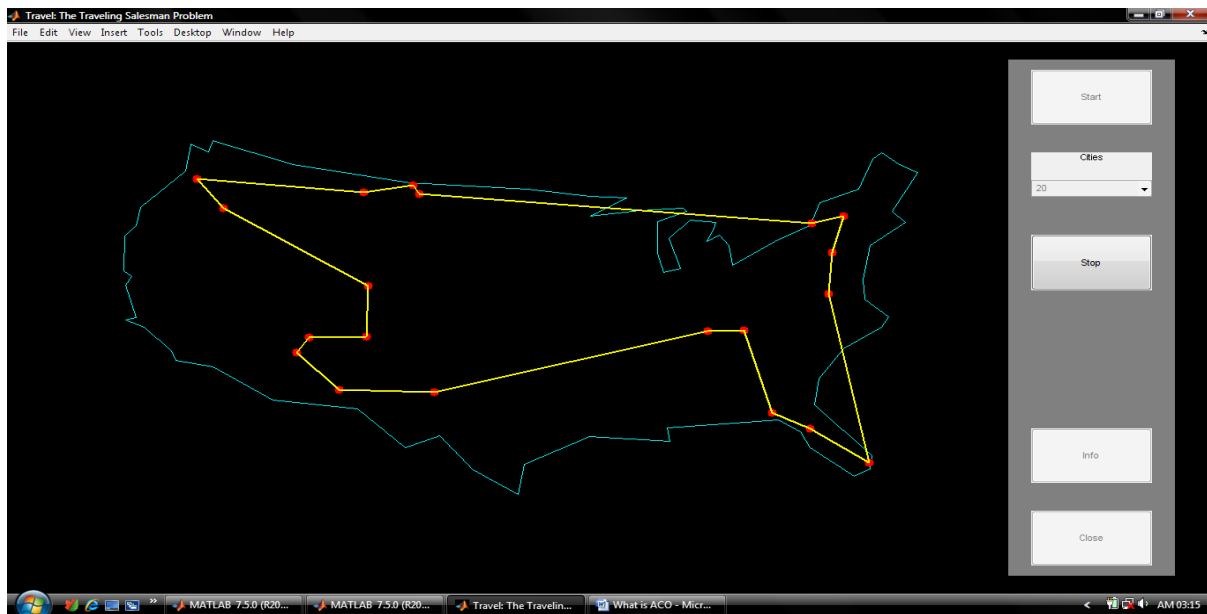 Travel: The Traveling Salesman Problem
File Edit View Insert Tools Desktop Window Help
Start
Cities
20
Stop
Info
Close
» MATLAB 7.5.0 (R20... MATLAB 7.5.0 (R20... Travel: The Travelin... What is ACO - Micr... < AM 03:15